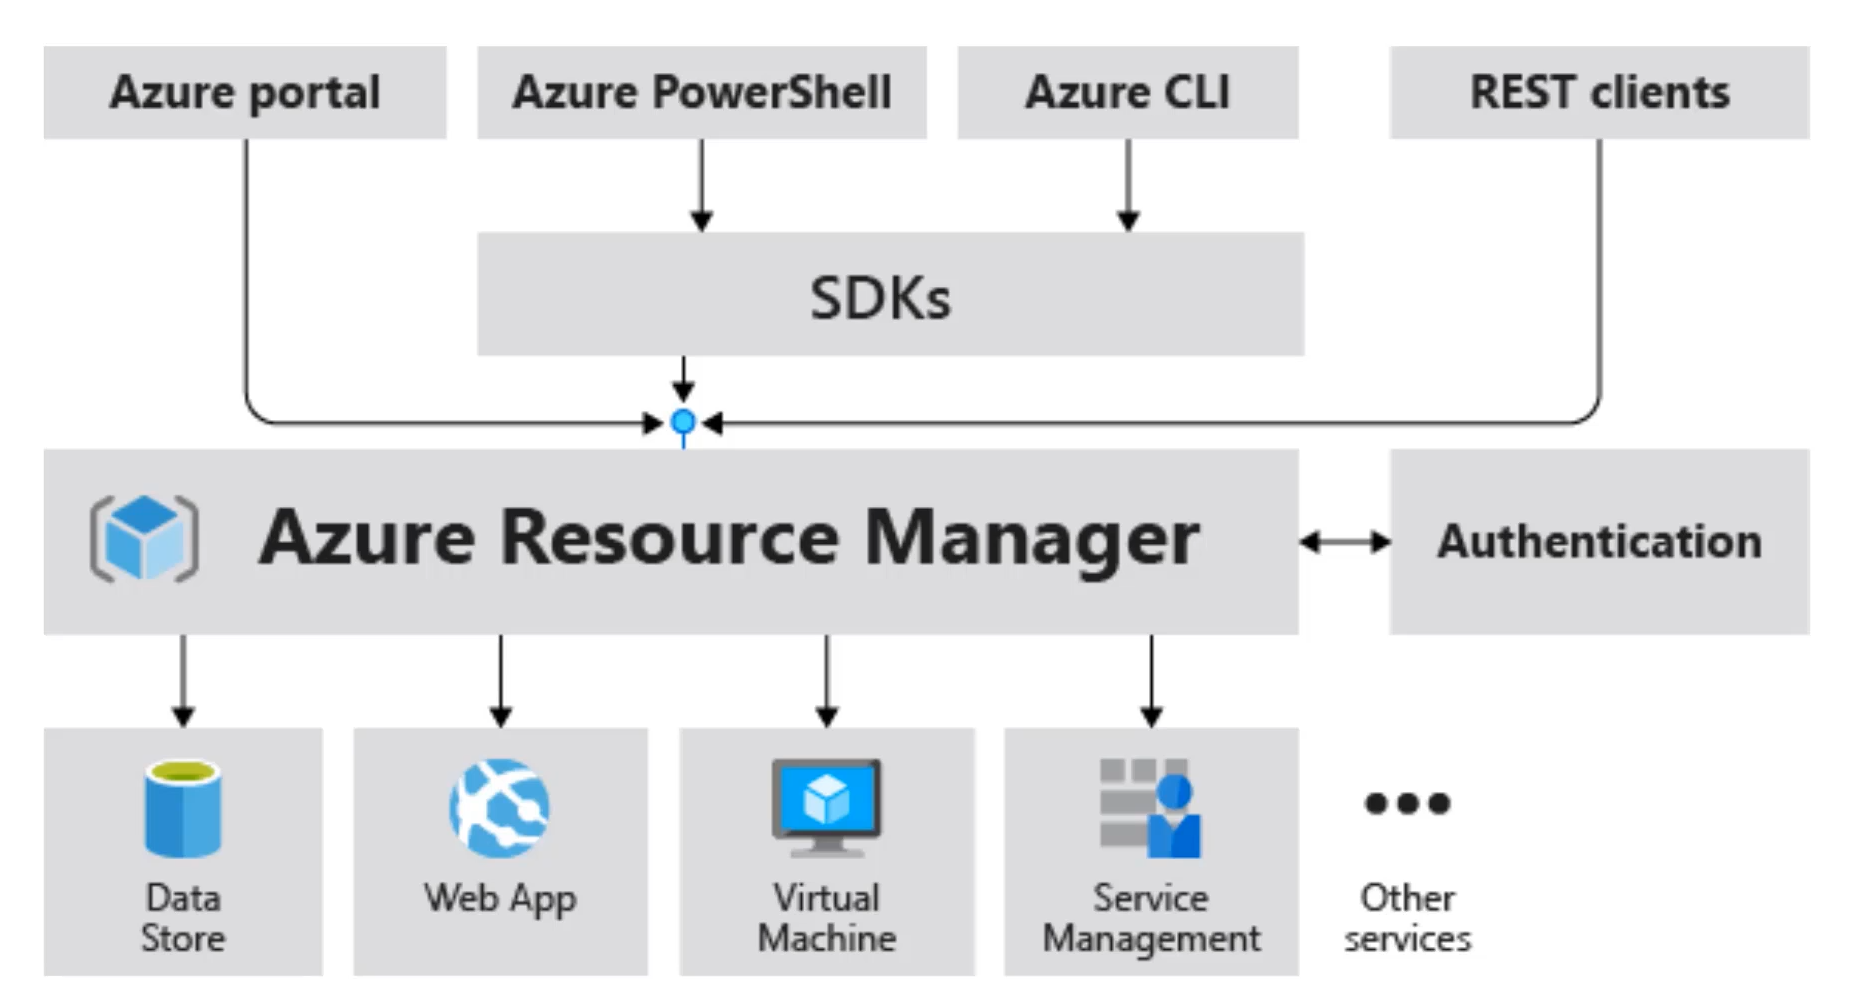 Azure portal
Azure PowerShell
Azure CLI
REST clients
SDKs
Azure Resource Manager
Authentication
Data
Store
Web App
Virtual
Machine
Service
Management
Other
services